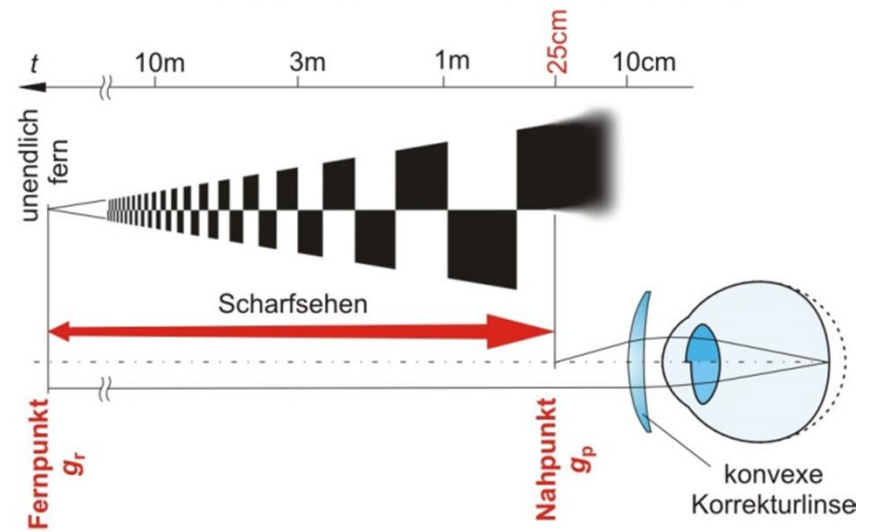 t
10m
3m
1m
25cm
10cm
unendlich
fern
Scharfsehen
Fernpunkt
gr
Nahpunkt
gp
konvexe
Korrekturlinse